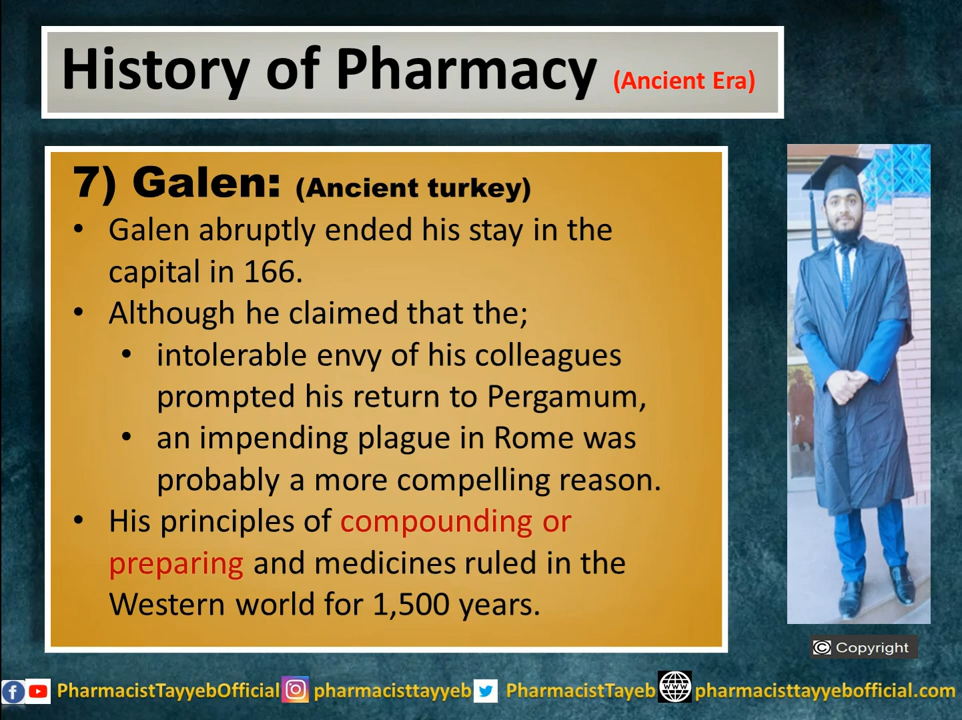 History of Pharmacy (Ancient Era)
7) Galen: (Ancient turkey)
• Galen abruptly ended his stay in the
capital in 166.
• Although he claimed that the;
• intolerable envy of his colleagues
prompted his return to Pergamum,
• an impending plague in Rome was
probably a more compelling reason.
• His principles of compounding or
preparing and medicines ruled in the
Western world for 1,500 years.
© Copyright
PharmacistTayyebOfficial pharmacisttayyeb PharmacistTayeb pharmacisttayyebofficial.com